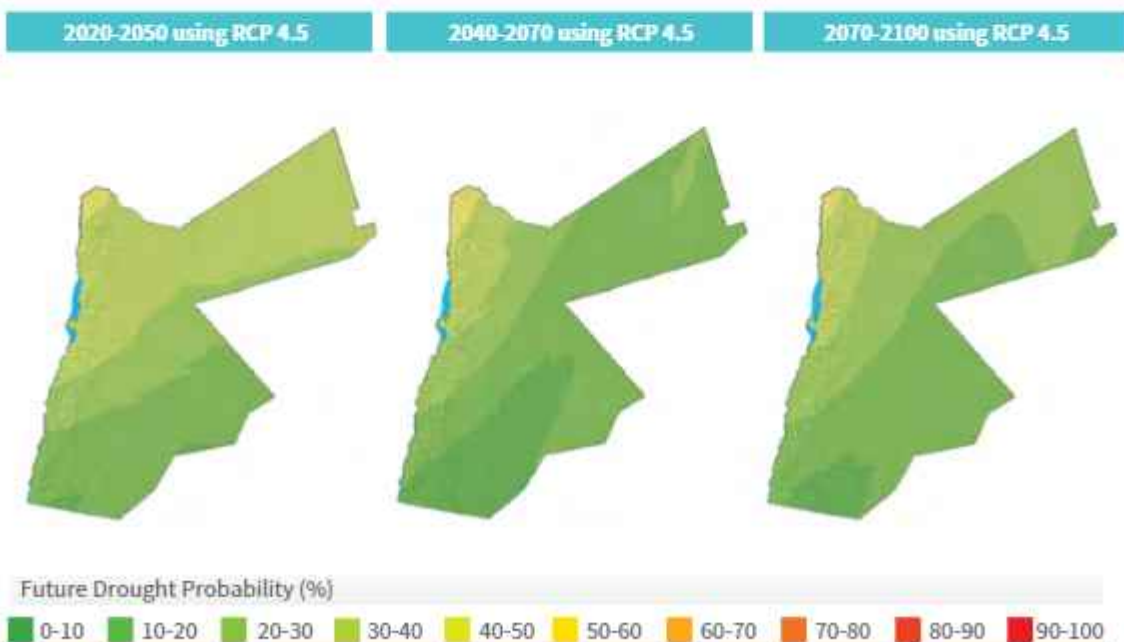 2020-2050 using RCP 4.5
2040-2070 using RCP 4.5
2070-2100 using RCP 4.5
Future Drought Probability (%)
0-10 10-20 20-30 30-40 40-50 50-60 60-70 70-80 80-90 90-100